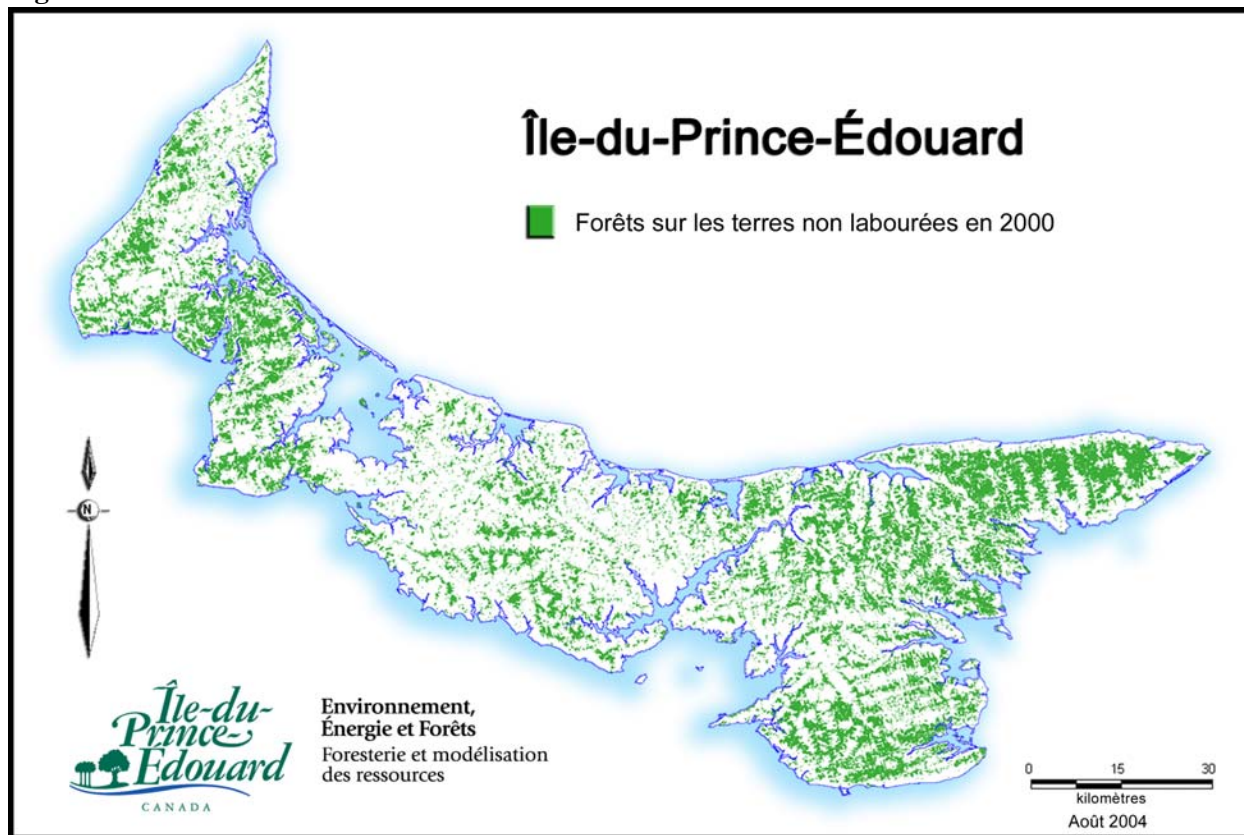 Île-du-Prince-Édouard
Forêts sur les terres non labourées en 2000
N
Île-du-
Prince-
Édouard
CANADA
Environnement,
Énergie et Forêts
Foresterie et modélisation
des ressources
0 15 30
kilomètres
Août 2004